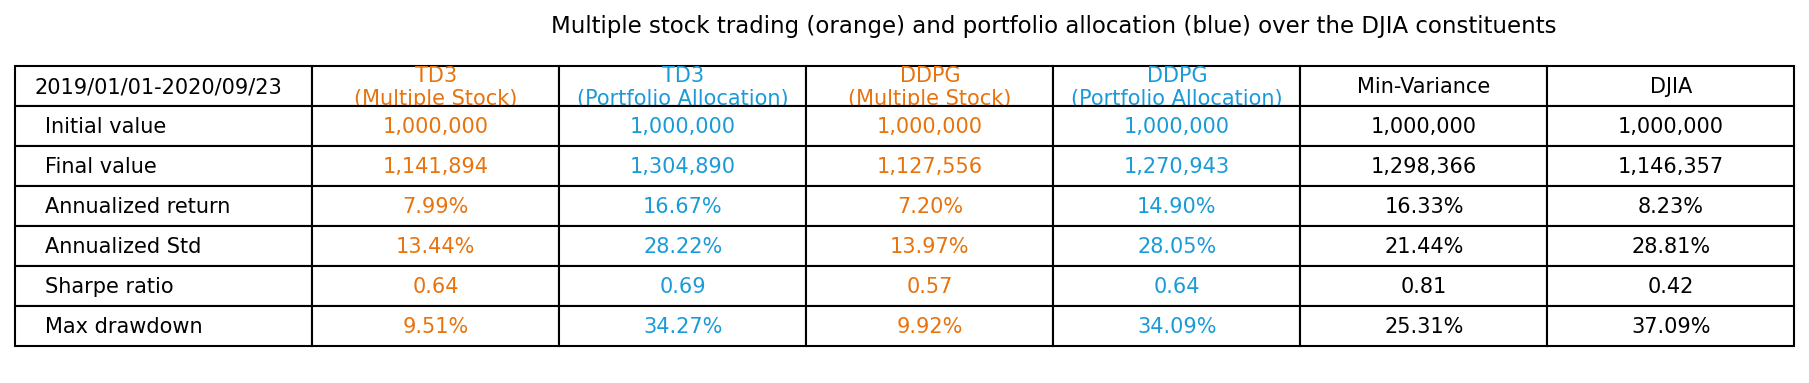 Multiple stock trading (orange) and portfolio allocation (blue) over the DJIA constituents
2019/01/01-2020/09/23 TD3 (Multiple Stock) TD3 (Portfolio Allocation) DDPG (Multiple Stock) DDPG (Portfolio Allocation) Min-Variance DJIA
Initial value 1,000,000 1,000,000 1,000,000 1,000,000 1,000,000 1,000,000
Final value 1,141,894 1,304,890 1,127,556 1,270,943 1,298,366 1,146,357
Annualized return 7.99% 16.67% 7.20% 14.90% 16.33% 8.23%
Annualized Std 13.44% 28.22% 13.97% 28.05% 21.44% 28.81%
Sharpe ratio 0.64 0.69 0.57 0.64 0.81 0.42
Max drawdown 9.51% 34.27% 9.92% 34.09% 25.31% 37.09%